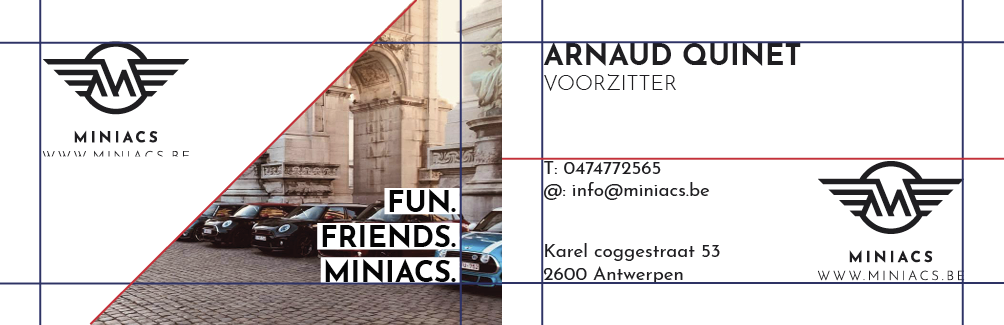 MINIACS
WWW.MINIACS.BE
FUN.
FRIENDS.
MINIACS.
ARNAUD QUINET
VOORZITTER
T: 0474772565
@: info@miniacs.be
Karel coggestraat 53
2600 Antwerpen
MINIACS
WWW.MINIACS.BE